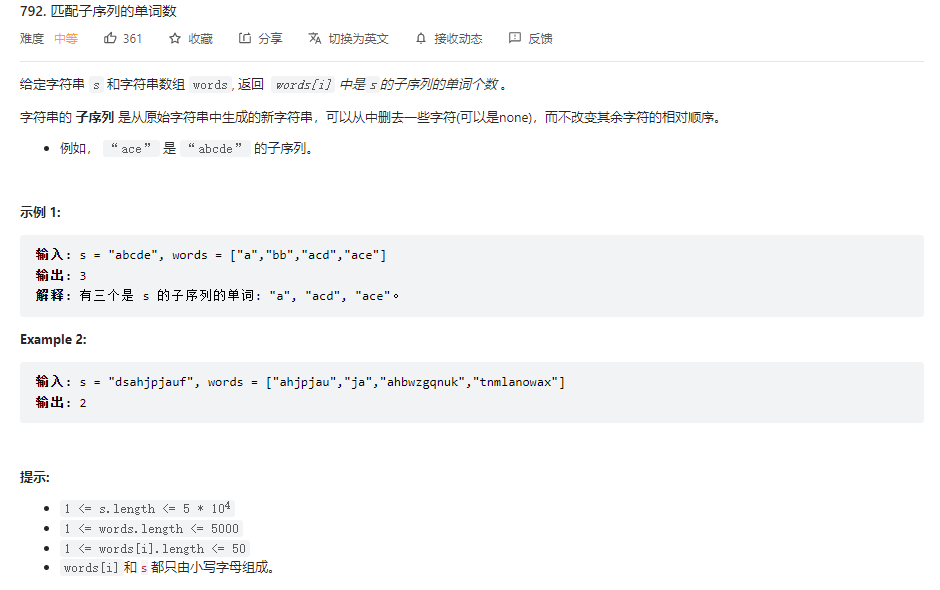 792. 匹配子序列的单词数
难度 中等 361 收藏 分享 切换为英文 接收动态 反馈
给定字符串 s 和字符串数组 words, 返回 words[i] 中是 s 的子序列的单词个数 。
字符串的 子序列 是从原始字符串中生成的新字符串，可以从中删去一些字符(可以是none)，而不改变其余字符的相对顺序。
• 例如， “ace” 是 “abcde” 的子序列。
示例 1:
输入: s = "abcde", words = ["a","bb","acd","ace"]
输出: 3
解释: 有三个是 s 的子序列的单词: "a", "acd", "ace"。
Example 2:
输入: s = "dsahjpjauf", words = ["ahjpjau","ja","ahbwzgqnuk","tnmlanowax"]
输出: 2
提示:
• 1 <= s.length <= 5 * 10⁴
• 1 <= words.length <= 5000
• 1 <= words[i].length <= 50
• words[i] 和 s 都只由小写字母组成。